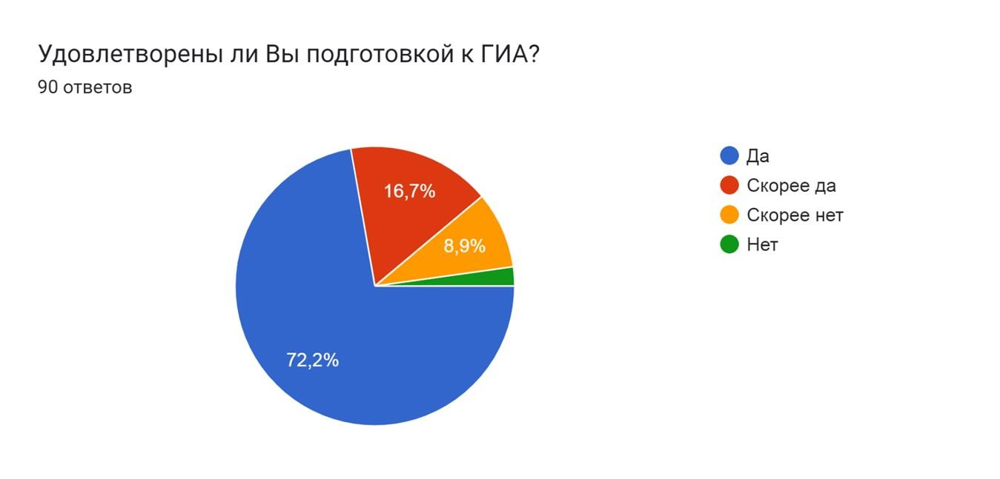 Удовлетворены ли Вы подготовкой к ГИА?
90 ответов
Да
Скорее да
Скорее нет
Нет
16,7%
8,9%
72,2%